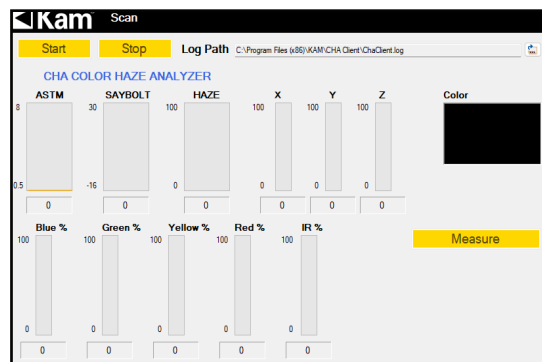 Kam Scan
Start Stop Log Path C:\Program Files (x86)\KAM\CHA Client\ChaClient.log
CHA COLOR HAZE ANALYZER
ASTM SAYBOLT HAZE X Y Z Color
8 30 100 100 100 100
0.5 -16 0 0 0 0
0 0 0 0 0 0
Blue % Green % Yellow % Red % IR %
100 100 100 100 100
Measure
0 0 0 0 0
0 0 0 0 0